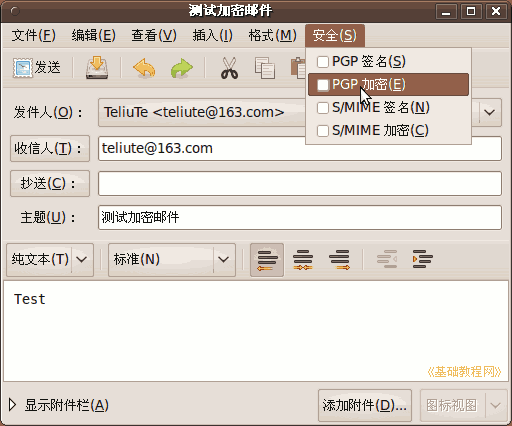 测试加密邮件
文件(F) 编辑(E) 查看(V) 插入(I) 格式(M) 安全(S)
发送
PGP 签名(S)
PGP 加密(E)
S/MIME 签名(N)
S/MIME 加密(C)
发件人(O)： TeliuTe <teliute@163.com>
收信人(T)： teliute@163.com
抄送(C)：
主题(U)： 测试加密邮件
纯文本(T) 标准(N)
Test
《基础教程网》
显示附件栏(A) 添加附件(D)... 图标视图